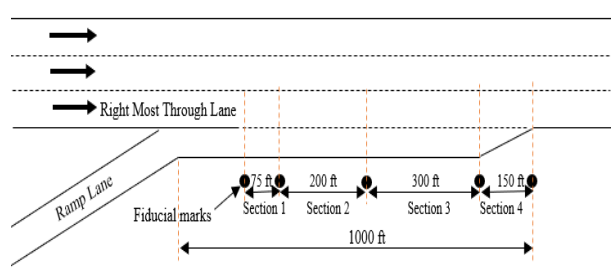 Right Most Through Lane
Ramp Lane
Fiducial marks
75 ft
200 ft
300 ft
150 ft
Section 1
Section 2
Section 3
Section 4
1000 ft